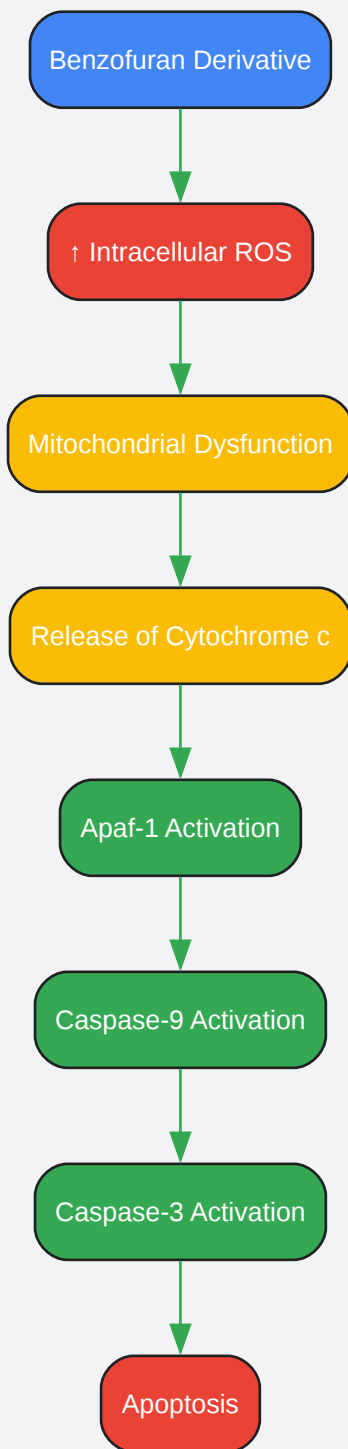 Benzofuran Derivative
↑ Intracellular ROS
Mitochondrial Dysfunction
Release of Cytochrome c
Apaf-1 Activation
Caspase-9 Activation
Caspase-3 Activation
Apoptosis